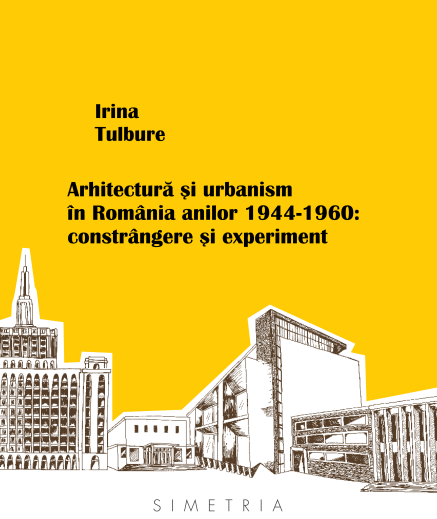 Irina
Tulbure
Arhitectură și urbanism
în România anilor 1944-1960:
constrângere și experiment
SIMETRIA